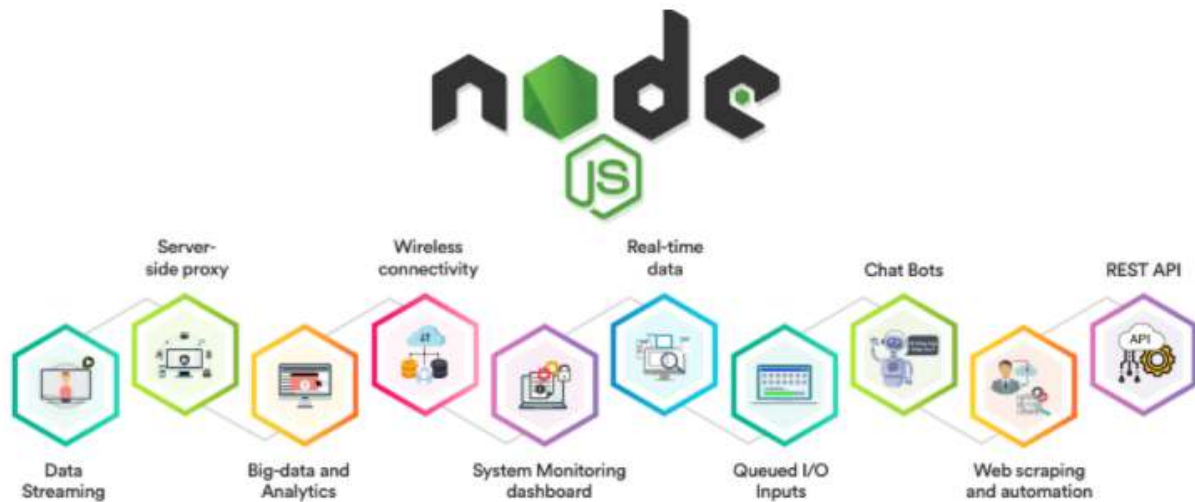 node
JS
Server-
side proxy
Wireless
connectivity
Real-time
data
Chat Bots
REST API
API
Data
Streaming
Big-data and
Analytics
System Monitoring
dashboard
Queued I/O
Inputs
Web scraping
and automation